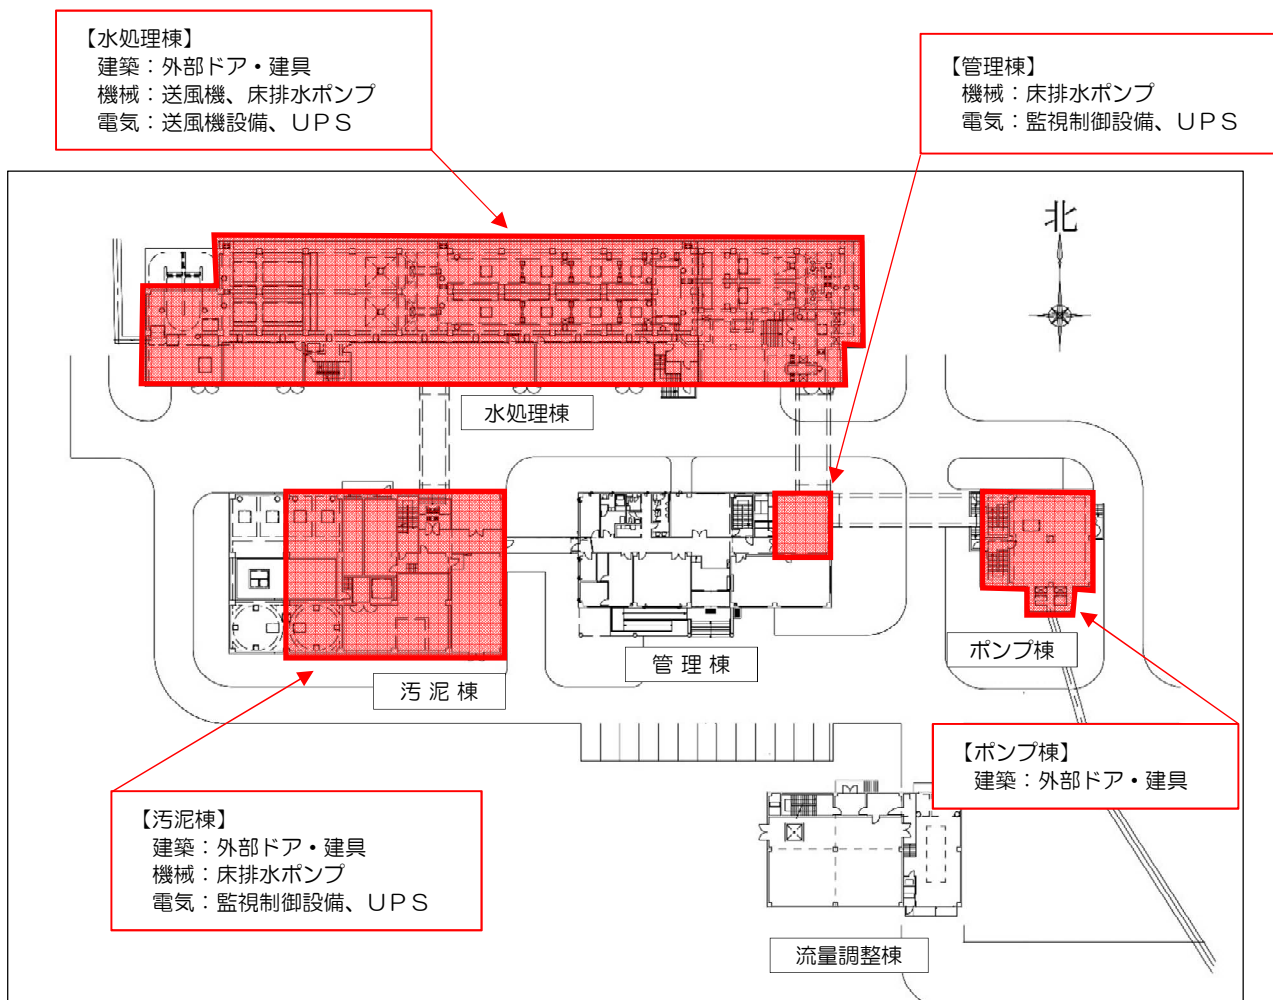 【水処理棟】
建築：外部ドア・建具
機械：送風機、床排水ポンプ
電気：送風機設備、ＵＰＳ
【管理棟】
機械：床排水ポンプ
電気：監視制御設備、ＵＰＳ
北
水処理棟
管 理 棟
ポンプ棟
汚 泥 棟
【ポンプ棟】
建築：外部ドア・建具
【汚泥棟】
建築：外部ドア・建具
機械：床排水ポンプ
電気：監視制御設備、ＵＰＳ
流量調整棟